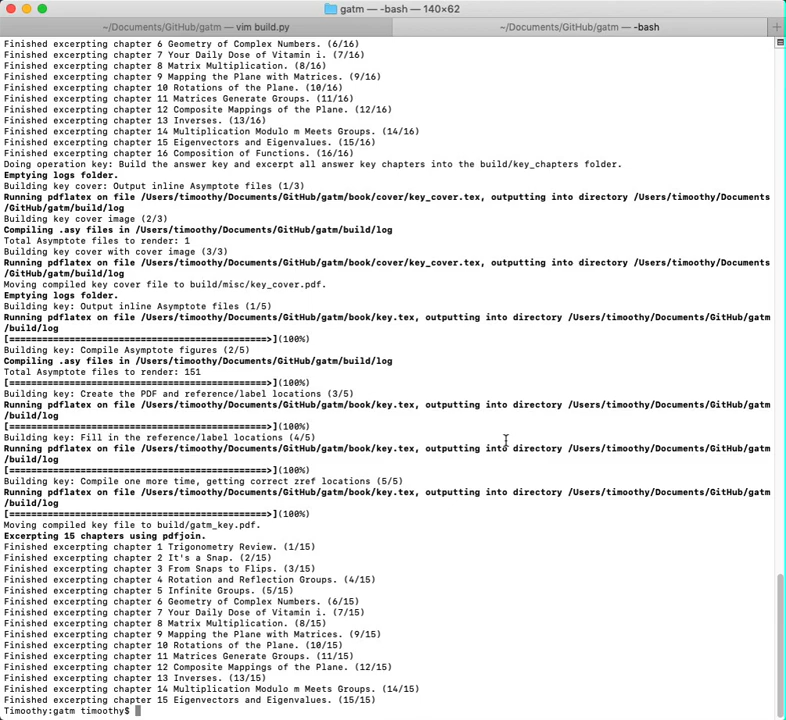 gatm — -bash — 140×62
~/Documents/GitHub/gatm — vim build.py
~/Documents/GitHub/gatm — -bash
Finished excerpting chapter 6 Geometry of Complex Numbers. (6/16)
Finished excerpting chapter 7 Your Daily Dose of Vitamin i. (7/16)
Finished excerpting chapter 8 Matrix Multiplication. (8/16)
Finished excerpting chapter 9 Mapping the Plane with Matrices. (9/16)
Finished excerpting chapter 10 Rotations of the Plane. (10/16)
Finished excerpting chapter 11 Matrices Generate Groups. (11/16)
Finished excerpting chapter 12 Composite Mappings of the Plane. (12/16)
Finished excerpting chapter 13 Inverses. (13/16)
Finished excerpting chapter 14 Multiplication Modulo m Meets Groups. (14/16)
Finished excerpting chapter 15 Eigenvectors and Eigenvalues. (15/16)
Finished excerpting chapter 16 Composition of Functions. (16/16)
Doing operation key: Build the answer key and excerpt all answer key chapters into the build/key_chapters folder.
Emptying logs folder.
Building key cover: Output inline Asymptote files (1/3)
Running pdflatex on file /Users/timoothy/Documents/GitHub/gatm/book/cover/key_cover.tex, outputting into directory /Users/timoothy/Documents
/GitHub/gatm/build/log
Building key cover image (2/3)
Compiling .asy files in /Users/timoothy/Documents/GitHub/gatm/build/log
Total Asymptote files to render: 1
Building key cover with cover image (3/3)
Running pdflatex on file /Users/timoothy/Documents/GitHub/gatm/book/cover/key_cover.tex, outputting into directory /Users/timoothy/Documents
/GitHub/gatm/build/log
Moving compiled key cover file to build/misc/key_cover.pdf.
Emptying logs folder.
Building key: Output inline Asymptote files (1/5)
Running pdflatex on file /Users/timoothy/Documents/GitHub/gatm/book/key.tex, outputting into directory /Users/timoothy/Documents/GitHub/gatm
/build/log
[==============================================>](100%)
Building key: Compile Asymptote figures (2/5)
Compiling .asy files in /Users/timoothy/Documents/GitHub/gatm/build/log
Total Asymptote files to render: 151
[==============================================>](100%)
Building key: Create the PDF and reference/label locations (3/5)
Running pdflatex on file /Users/timoothy/Documents/GitHub/gatm/book/key.tex, outputting into directory /Users/timoothy/Documents/GitHub/gatm
/build/log
[==============================================>](100%)
Building key: Fill in the reference/label locations (4/5)
Running pdflatex on file /Users/timoothy/Documents/GitHub/gatm/book/key.tex, outputting into directory /Users/timoothy/Documents/GitHub/gatm
/build/log
[==============================================>](100%)
Building key: Compile one more time, getting correct zref locations (5/5)
Running pdflatex on file /Users/timoothy/Documents/GitHub/gatm/book/key.tex, outputting into directory /Users/timoothy/Documents/GitHub/gatm
/build/log
[==============================================>](100%)
Moving compiled key file to build/gatm_key.pdf.
Excerpting 15 chapters using pdfjoin.
Finished excerpting chapter 1 Trigonometry Review. (1/15)
Finished excerpting chapter 2 It's a Snap. (2/15)
Finished excerpting chapter 3 From Snaps to Flips. (3/15)
Finished excerpting chapter 4 Rotation and Reflection Groups. (4/15)
Finished excerpting chapter 5 Infinite Groups. (5/15)
Finished excerpting chapter 6 Geometry of Complex Numbers. (6/15)
Finished excerpting chapter 7 Your Daily Dose of Vitamin i. (7/15)
Finished excerpting chapter 8 Matrix Multiplication. (8/15)
Finished excerpting chapter 9 Mapping the Plane with Matrices. (9/15)
Finished excerpting chapter 10 Rotations of the Plane. (10/15)
Finished excerpting chapter 11 Matrices Generate Groups. (11/15)
Finished excerpting chapter 12 Composite Mappings of the Plane. (12/15)
Finished excerpting chapter 13 Inverses. (13/15)
Finished excerpting chapter 14 Multiplication Modulo m Meets Groups. (14/15)
Finished excerpting chapter 15 Eigenvectors and Eigenvalues. (15/15)
Timoothy:gatm timoothy$